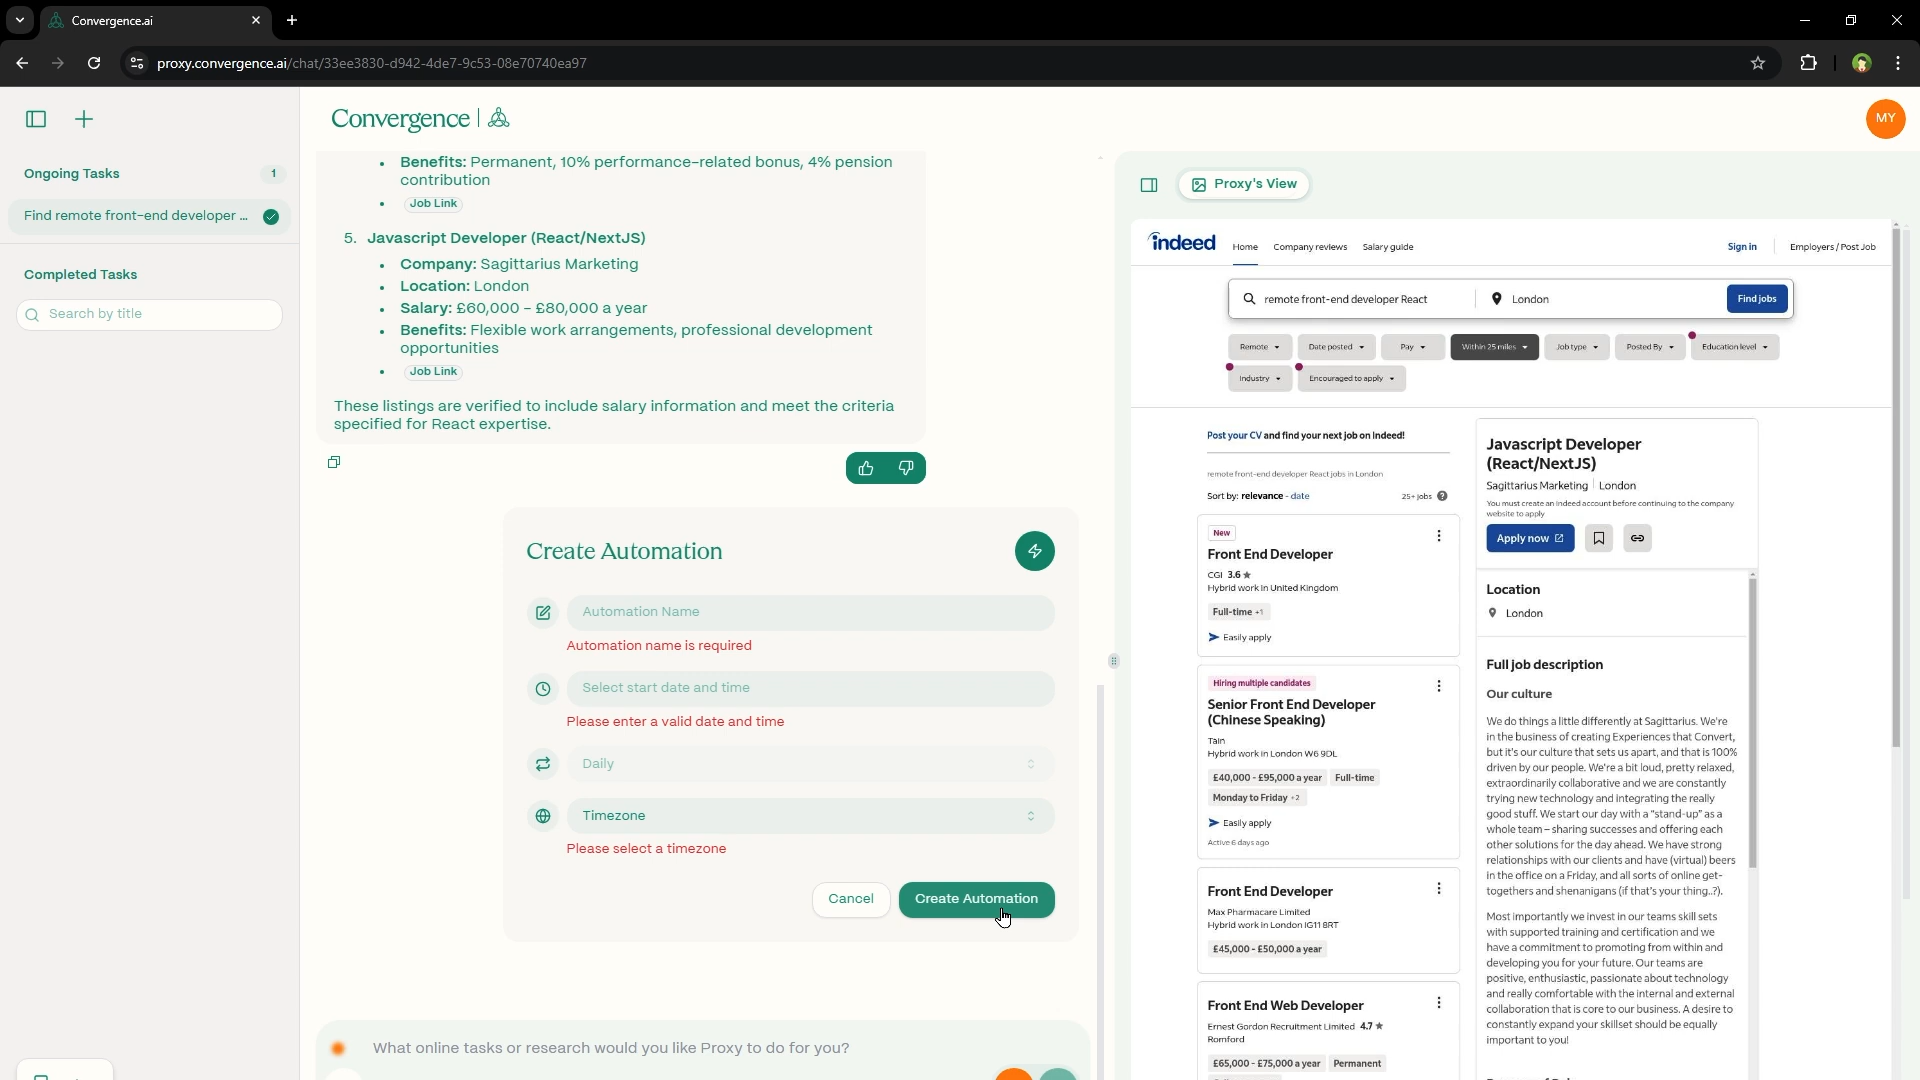 Convergence.ai
proxy.convergence.ai/chat/33ee3830-d942-4de7-9c53-08e70740ea97
Ongoing Tasks
1
Find remote front-end developer ...
Completed Tasks
Search by title
Convergence
MY
Benefits: Permanent, 10% performance-related bonus, 4% pension
contribution
Job Link
5. Javascript Developer (React/NextJS)
Company: Sagittarius Marketing
Location: London
Salary: £60,000 - £80,000 a year
Benefits: Flexible work arrangements, professional development
opportunities
Job Link
These listings are verified to include salary information and meet the criteria
specified for React expertise.
Create Automation
Automation Name
Automation name is required
Select start date and time
Please enter a valid date and time
Daily
Timezone
Please select a timezone
Cancel
Create Automation
What online tasks or research would you like Proxy to do for you?
Proxy's View
indeed
Home
Company reviews
Salary guide
Sign in
Employers / Post Job
remote front-end developer React
London
Find jobs
Remote
Date posted
Pay
Within 25 miles
Job type
Posted By
Education level
Industry
Encouraged to apply
Post your CV and find your next job on Indeed!
remote front-end developer React jobs in London
Sort by: relevance - date
25+ jobs
New
Front End Developer
CGI 3.6
Hybrid work in United Kingdom
Full-time +1
Easily apply
Hiring multiple candidates
Senior Front End Developer
(Chinese Speaking)
Tain
Hybrid work in London W6 9DL
£40,000 - £95,000 a year
Full-time
Monday to Friday +2
Easily apply
Active 6 days ago
Front End Developer
Max Pharmacare Limited
Hybrid work in London IG11 8RT
£45,000 - £50,000 a year
Front End Web Developer
Ernest Gordon Recruitment Limited 4.7
Romford
£65,000 - £75,000 a year
Permanent
Javascript Developer
(React/NextJS)
Sagittarius Marketing
London
You must create an Indeed account before continuing to the company
website to apply
Apply now
Location
London
Full job description
Our culture
We do things a little differently at Sagittarius. We're
in the business of creating Experiences that Convert,
but it's our culture that sets us apart, and that is 100%
driven by our people. We're a bit loud, pretty relaxed,
extraordinarily collaborative and we are constantly
trying new technology and integrating the really
good stuff. We start our day with a "stand-up" as a
whole team – sharing successes and offering each
other solutions for the day ahead. We have strong
relationships with our clients and have (virtual) beers
in the office on a Friday, and all sorts of online get-
togethers and shenanigans (if that's your thing..?).
Most importantly we invest in our teams skill sets
with supported training and certification and we
have a commitment to promoting from within and
developing you for your future. Our teams are
positive, enthusiastic, passionate about technology
and really comfortable with the internal and external
collaboration that is core to our business. A desire to
constantly expand your skillset should be equally
important to you!